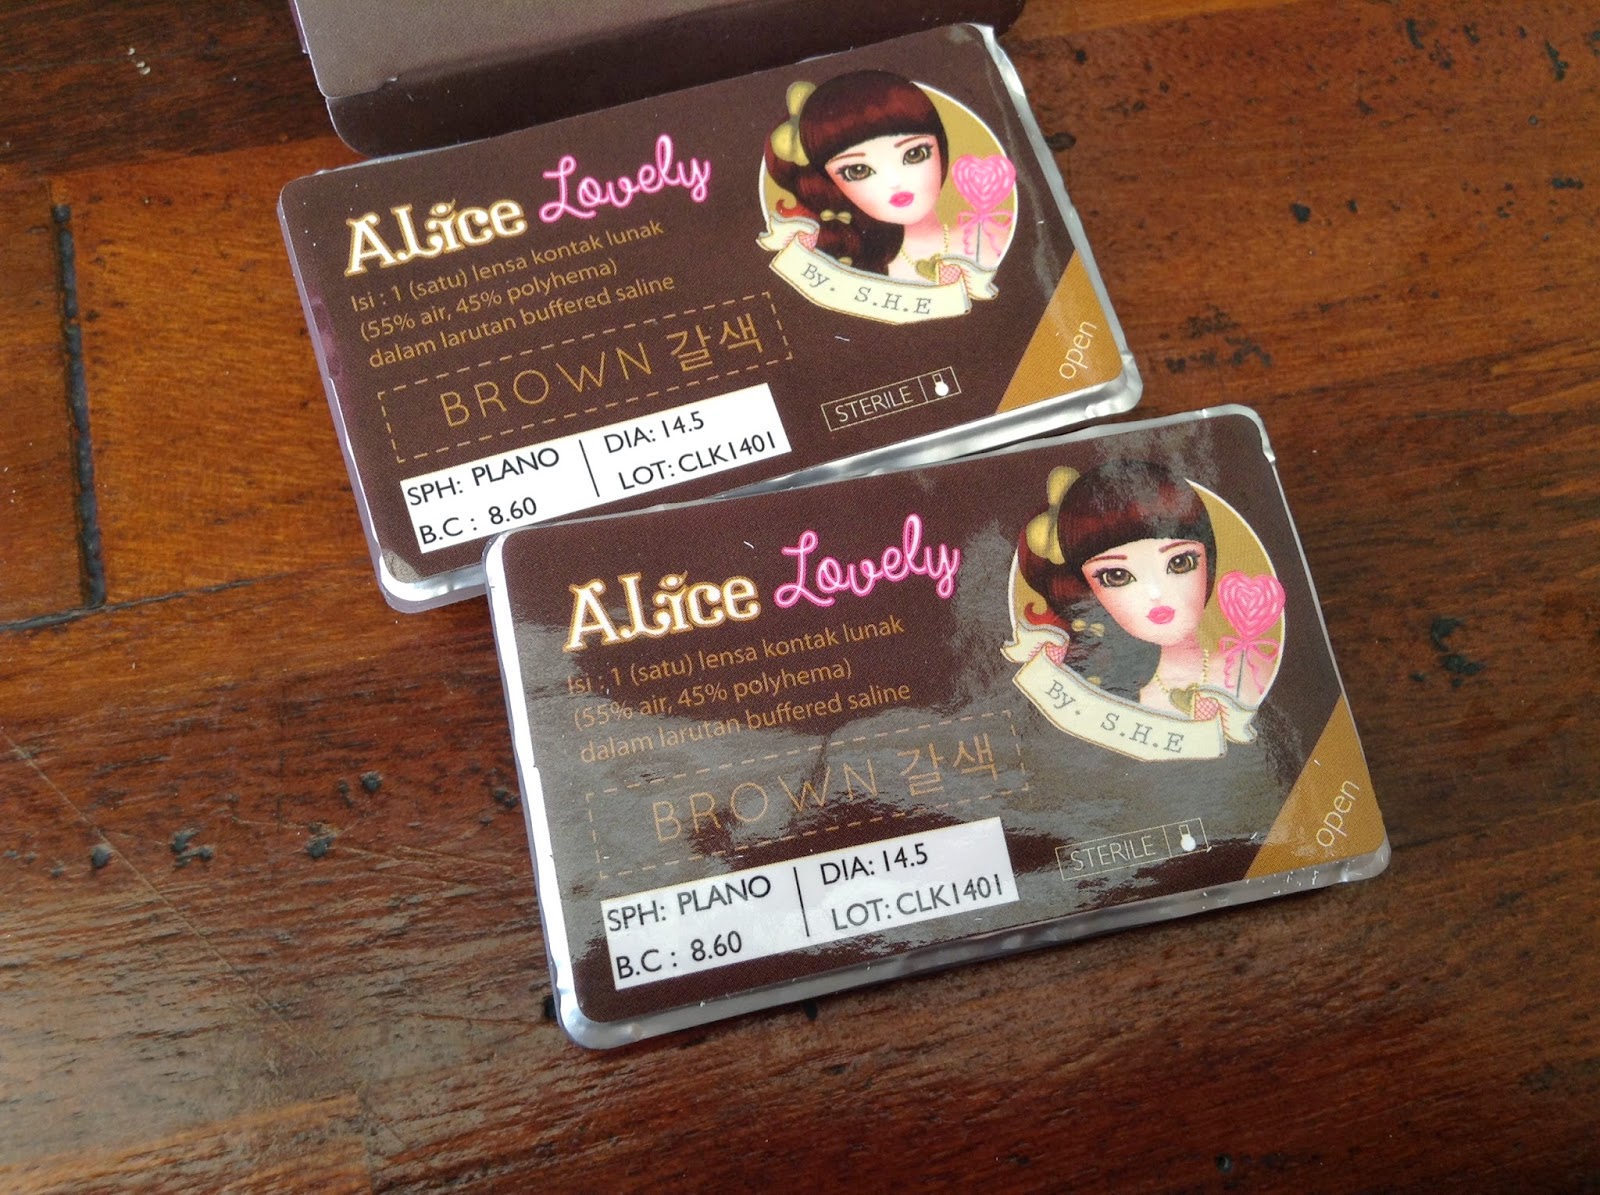 ALice Lovely
Isi : 1 (satu) lensa kontak lunak
(55% air, 45% polyhema)
dalam larutan buffered saline
BROWN 갈색
SPH: PLANO
B.C : 8.60
DIA: 14.5
LOT: CLK1401
By. S.H.E
STERILE
open
ALice Lovely
Isi : 1 (satu) lensa kontak lunak
(55% air, 45% polyhema)
dalam larutan buffered saline
BROWN 갈색
SPH: PLANO
B.C : 8.60
DIA: 14.5
LOT: CLK1401
By. S.H.E
STERILE
open